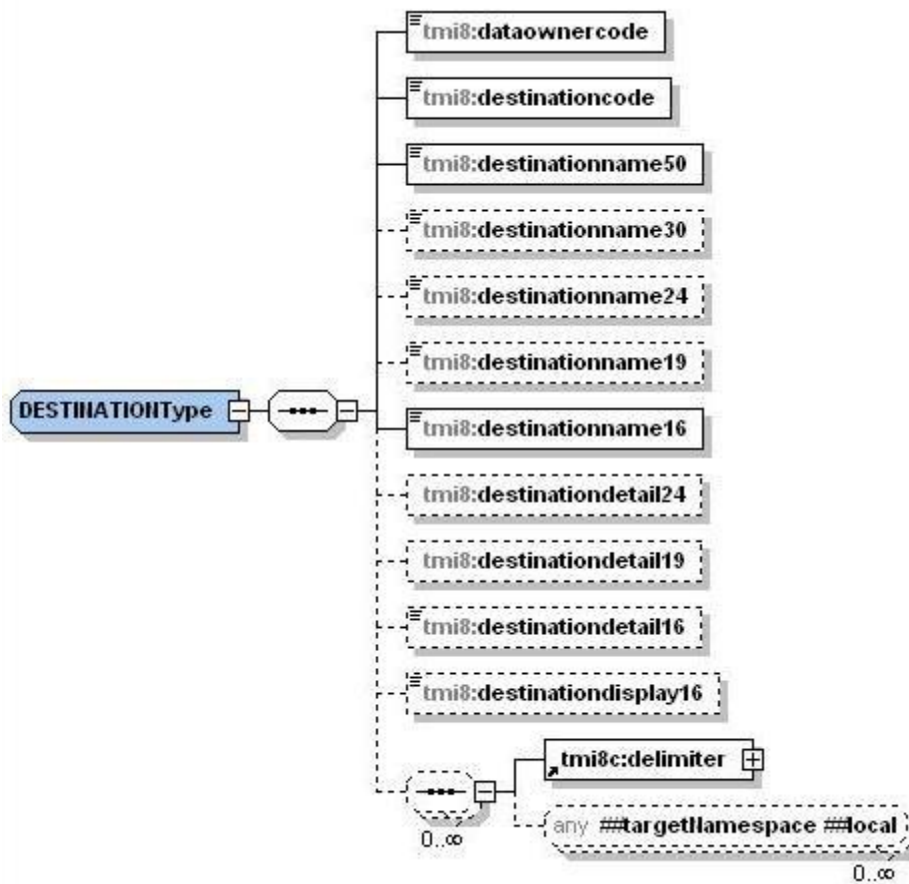 tmi8:dataownercode
tmi8:destinationcode
tmi8:destinationname50
tmi8:destinationname30
tmi8:destinationname24
tmi8:destinationname19
DESTINATIONType
tmi8:destinationname16
tmi8:destinationdetail24
tmi8:destinationdetail19
tmi8:destinationdetail16
tmi8:destinationdisplay16
tmi8c:delimiter
any ##targetNamespace ##local
0..∞
0..∞